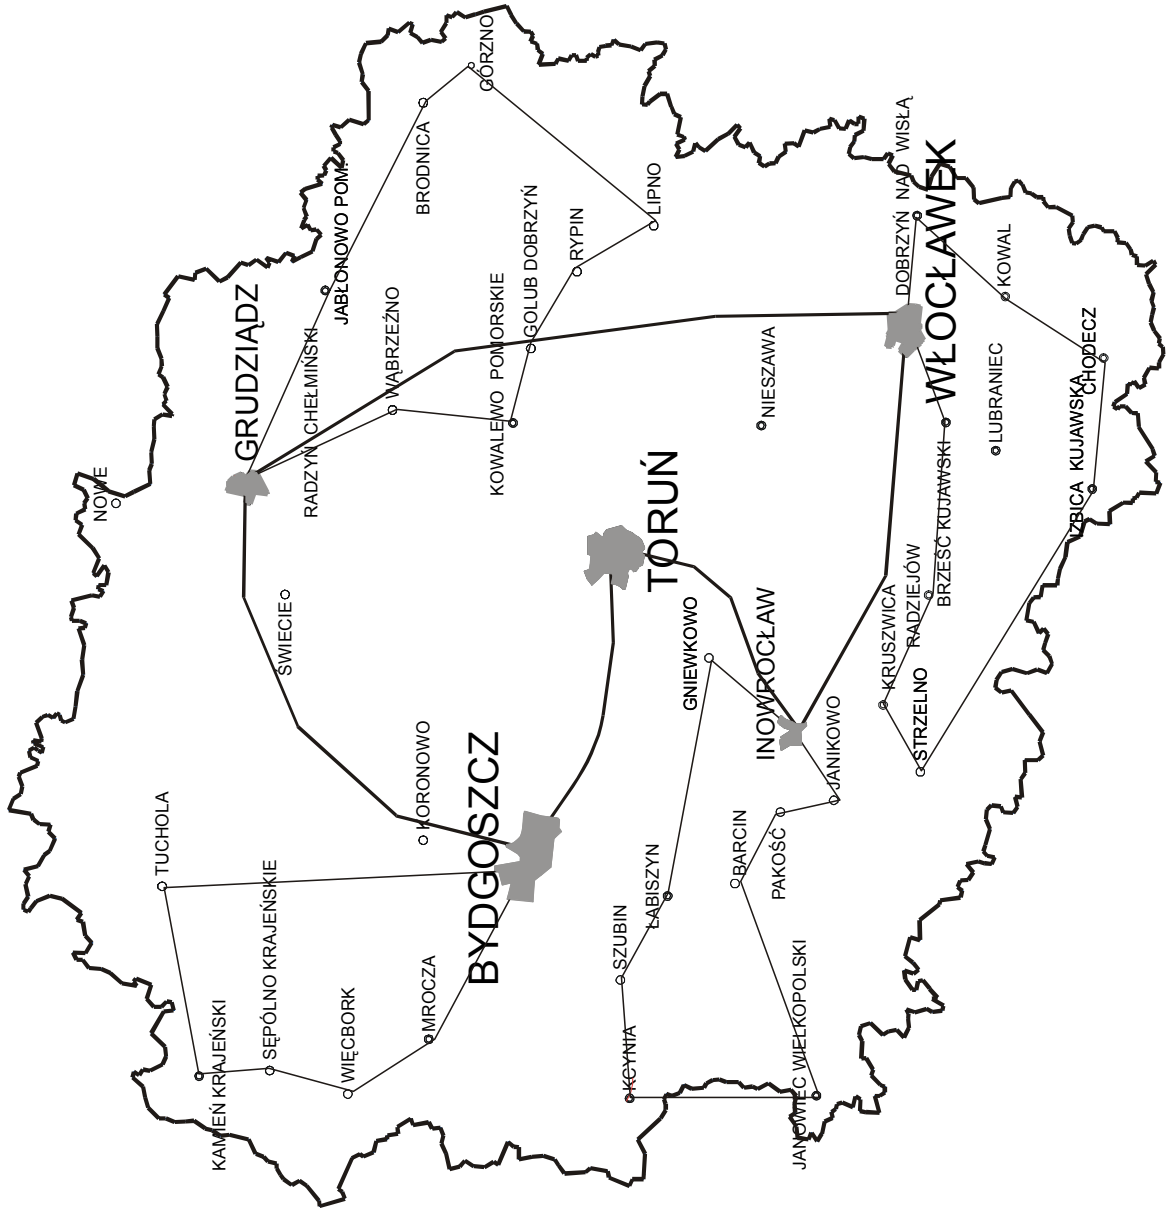 NOWE
GRUDZIĄDZ
RADZYŃ CHEŁMIŃSKI
JABŁONOWO POM.
BRODNICA
GÓRZNO
WĄBRZEŹNO
KOWALEWO POMORSKIE
GOLUB DOBRZYŃ
RYPIN
LIPNO
ŚWIECIE
KORONOWO
TUCHOLA
SĘPÓLNO KRAJEŃSKIE
KAMIEŃ KRAJEŃSKI
WIĘCBORK
MROCZA
BYDGOSZCZ
TORUŃ
NIESZAWA
GNIEWKOWO
INOWROCŁAW
JANIKOWO
ŁABISZYN
SZUBIN
KCYNIA
BARCIN
PAKOŚĆ
JANOWIEC WIELKOPOLSKI
KRUSZWICA
RADZIEJÓW
STRZELNO
BRZEŚĆ KUJAWSKI
DOBRZYŃ NAD WISŁĄ
WŁOCŁAWEK
LUBRANIEC
KOWAL
CHODECZ
IZBICA KUJAWSKA